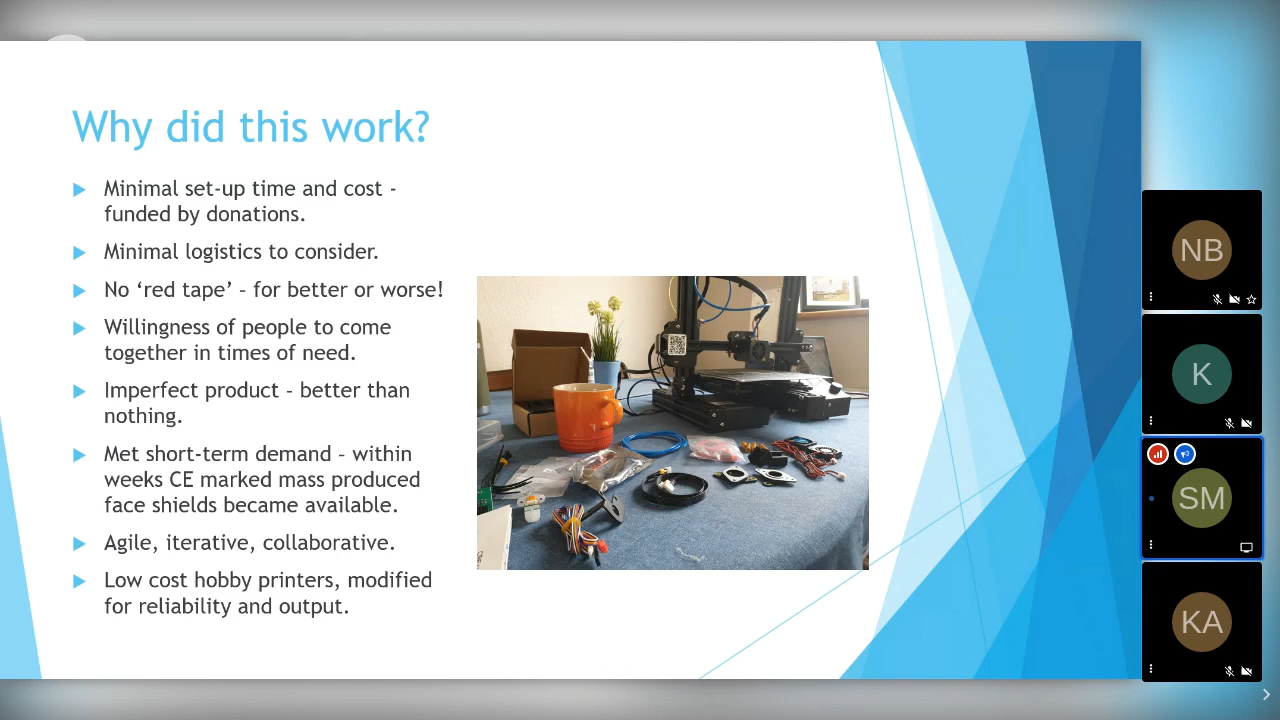 Why did this work?
Minimal set-up time and cost -
funded by donations.
Minimal logistics to consider.
No ‘red tape’ – for better or worse!
Willingness of people to come
together in times of need.
Imperfect product – better than
nothing.
Met short-term demand – within
weeks CE marked mass produced
face shields became available.
Agile, iterative, collaborative.
Low cost hobby printers, modified
for reliability and output.
NB
K
SM
KA